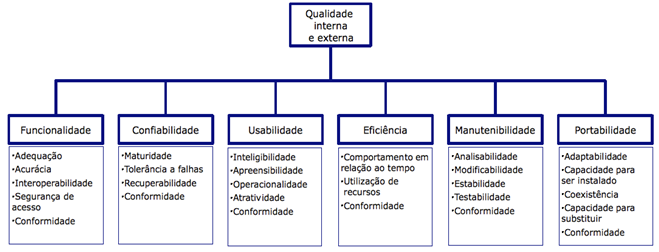 Qualidade
interna
e externa
Funcionalidade
•Adequação
•Acurácia
•Interoperabilidade
•Segurança de
acesso
•Conformidade
Confiabilidade
•Maturidade
•Tolerância a falhas
•Recuperabilidade
•Conformidade
Usabilidade
•Inteligibilidade
•Apreensibilidade
•Operacionalidade
•Atratividade
•Conformidade
Eficiência
•Comportamento em
relação ao tempo
•Utilização de
recursos
•Conformidade
Manutenibilidade
•Analisabilidade
•Modificabilidade
•Estabilidade
•Testabilidade
•Conformidade
Portabilidade
•Adaptabilidade
•Capacidade para
ser instalado
•Coexistência
•Capacidade para
substituir
•Conformidade